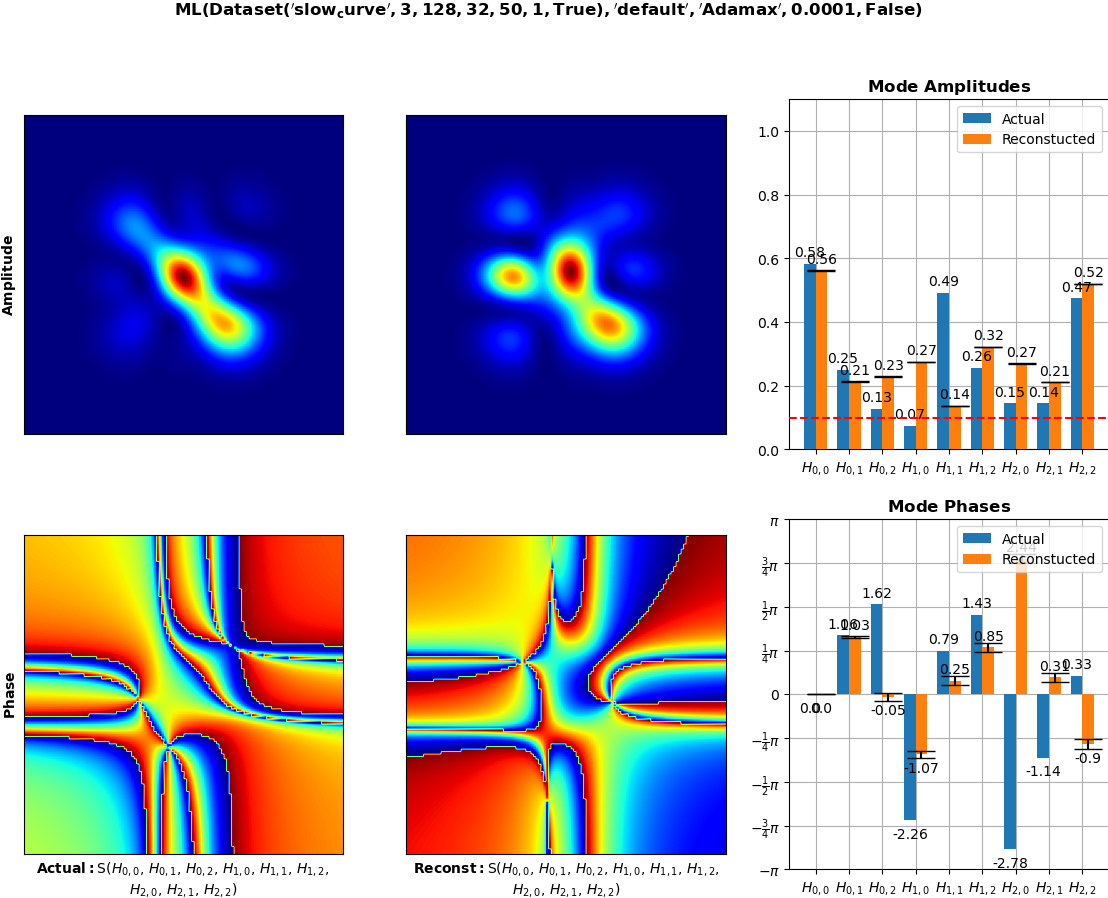 ML(Dataset('slow_curve', 3, 128, 32, 50, 1, True), 'default', 'Adamax', 0.0001, False)
Amplitude
Mode Amplitudes
Actual
Reconstucted
1.0
0.8
0.6
0.4
0.2
0.0
0.58
0.56
0.25
0.21
0.13
0.23
0.07
0.27
0.49
0.14
0.26
0.32
0.15
0.27
0.14
0.21
0.47
0.52
H0,0 H0,1 H0,2 H1,0 H1,1 H1,2 H2,0 H2,1 H2,2
Phase
Mode Phases
Actual
Reconstucted
π
3/4π
1/2π
1/4π
0
−1/4π
−1/2π
−3/4π
−π
0.0
0.0
1.06
1.03
1.62
-0.05
-2.26
-1.07
0.79
0.25
1.43
0.85
-2.78
2.44
-1.14
0.31
0.33
-0.9
H0,0 H0,1 H0,2 H1,0 H1,1 H1,2 H2,0 H2,1 H2,2
Actual: S(H0,0, H0,1, H0,2, H1,0, H1,1, H1,2,
H2,0, H2,1, H2,2)
Reconst: S(H0,0, H0,1, H0,2, H1,0, H1,1, H1,2,
H2,0, H2,1, H2,2)